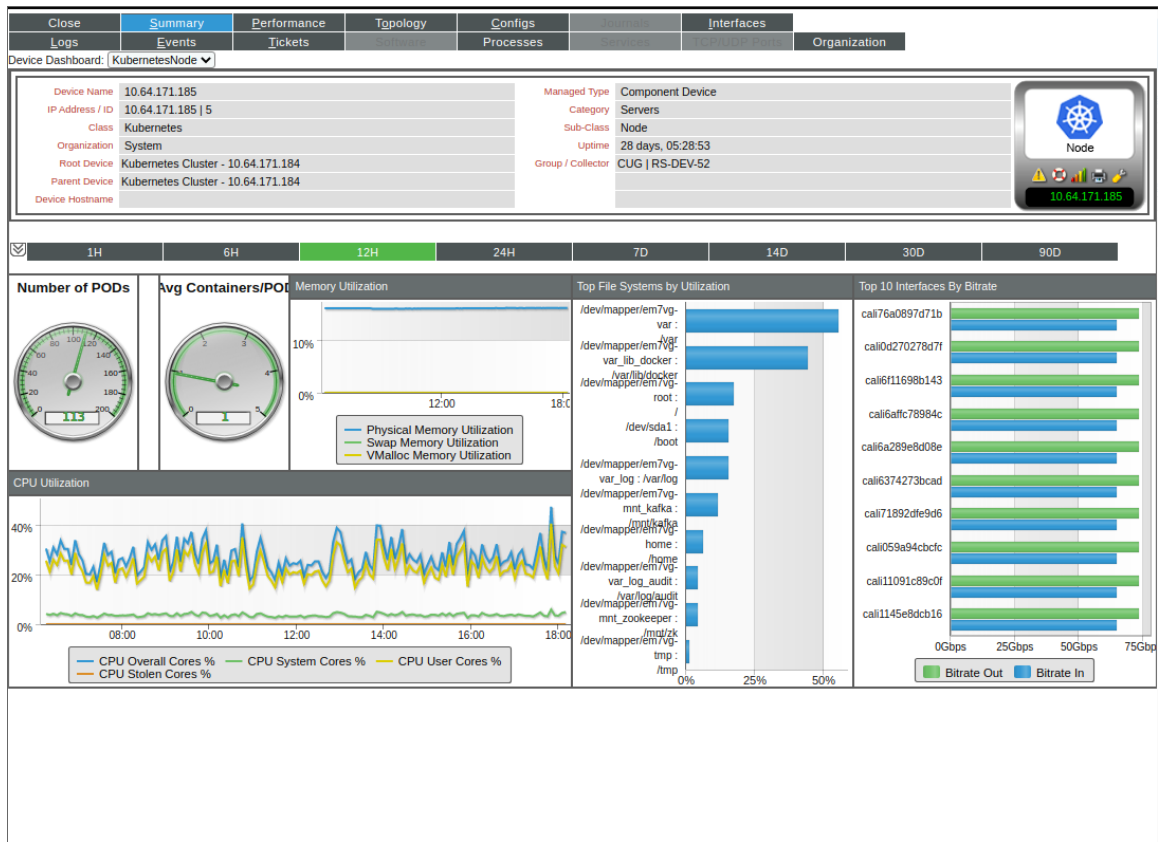 Close Summary Performance Topology Configs Journals Interfaces
Logs Events Tickets Software Processes Services TCP/UDP Ports Organization
Device Dashboard: KubernetesNode
Device Name 10.64.171.185 Managed Type Component Device
IP Address / ID 10.64.171.185 | 5 Category Servers
Class Kubernetes Sub-Class Node
Organization System Uptime 28 days, 05:28:53
Root Device Kubernetes Cluster - 10.64.171.184 Group / Collector CUG | RS-DEV-52
Parent Device Kubernetes Cluster - 10.64.171.184
Device Hostname
Node
10.64.171.185
1H 6H 12H 24H 7D 14D 30D 90D
Number of PODs
0 20 40 60 80 100 120 140 160 180 200
113
Avg Containers/POD
0 1 2 3 4 5
1
Memory Utilization
10%
0%
12:00 18:0
Physical Memory Utilization
Swap Memory Utilization
VMalloc Memory Utilization
CPU Utilization
40%
20%
0%
08:00 10:00 12:00 14:00 16:00 18:00
CPU Overall Cores % CPU System Cores % CPU User Cores %
CPU Stolen Cores %
Top File Systems by Utilization
/dev/mapper/em7vg-
var :
/var
/dev/mapper/em7vg-
var_lib_docker :
/var/lib/docker
/dev/mapper/em7vg-
root :
/
/dev/sda1 :
/boot
/dev/mapper/em7vg-
var_log : /var/log
/dev/mapper/em7vg-
mnt_kafka :
/mnt/kafka
/dev/mapper/em7vg-
home :
/home
/dev/mapper/em7vg-
var_log_audit :
/var/log/audit
/dev/mapper/em7vg-
mnt_zookeeper :
/mnt/zk
/dev/mapper/em7vg-
tmp :
/tmp
0% 25% 50%
Top 10 Interfaces By Bitrate
cali76a0897d71b
cali0d270278d7f
cali6f11698b143
cali6affc78984c
cali6a289e8d08e
cali6374273bcad
cali71892dfe9d6
cali059a94cbcfc
cali11091c89c0f
cali1145e8dcb16
0Gbps 25Gbps 50Gbps 75Gbp
Bitrate Out Bitrate In